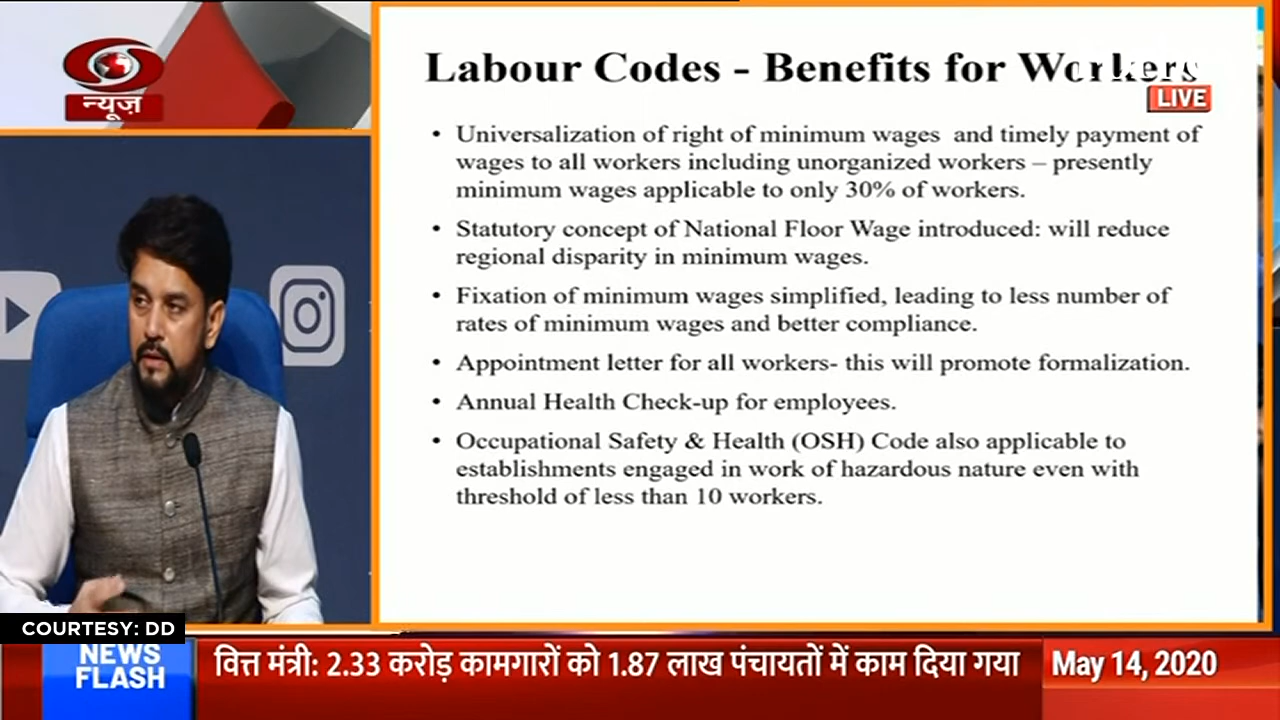 न्यूज़
Labour Codes - Benefits for Workers
LIVE
• Universalization of right of minimum wages and timely payment of
wages to all workers including unorganized workers – presently
minimum wages applicable to only 30% of workers.
• Statutory concept of National Floor Wage introduced: will reduce
regional disparity in minimum wages.
• Fixation of minimum wages simplified, leading to less number of
rates of minimum wages and better compliance.
• Appointment letter for all workers- this will promote formalization.
• Annual Health Check-up for employees.
• Occupational Safety & Health (OSH) Code also applicable to
establishments engaged in work of hazardous nature even with
threshold of less than 10 workers.
COURTESY: DD
NEWS
FLASH
वित्त मंत्री: 2.33 करोड़ कामगारों को 1.87 लाख पंचायतों में काम दिया गया
May 14, 2020